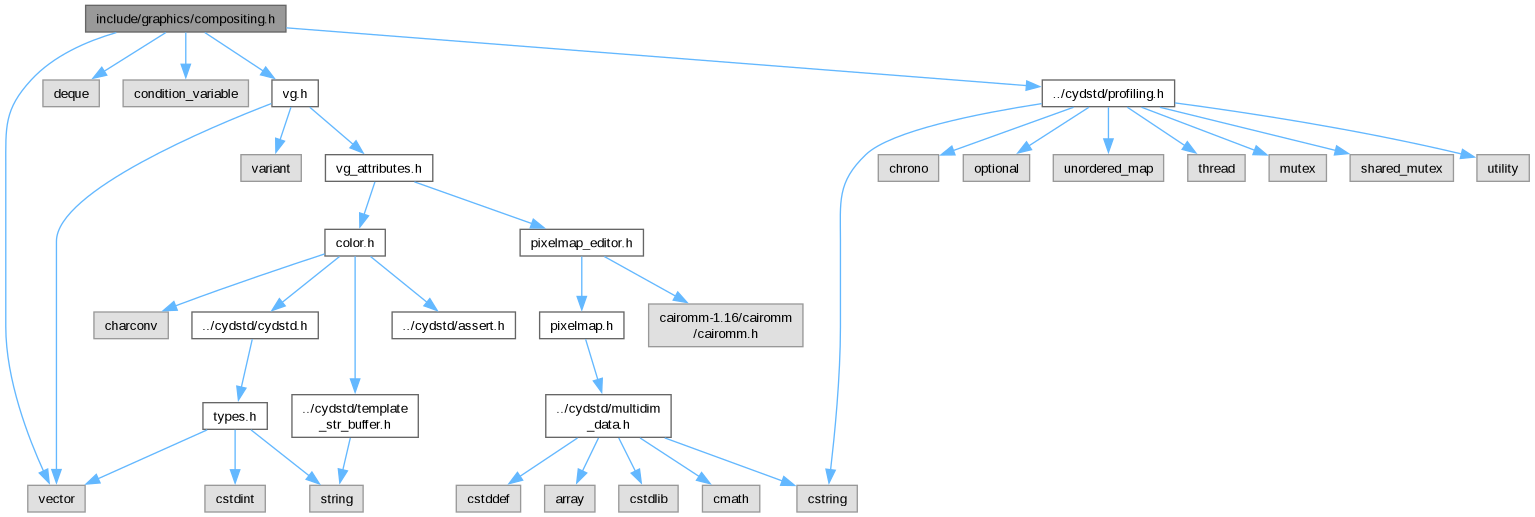 include/graphics/compositing.h
deque
condition_variable
vg.h
../cydstd/profiling.h
variant
vg_attributes.h
chrono
optional
unordered_map
thread
mutex
shared_mutex
utility
color.h
pixelmap_editor.h
charconv
../cydstd/cydstd.h
../cydstd/assert.h
pixelmap.h
cairomm-1.16/cairomm
/cairomm.h
types.h
../cydstd/template
_str_buffer.h
../cydstd/multidim
_data.h
vector
cstdint
string
cstddef
array
cstdlib
cmath
cstring